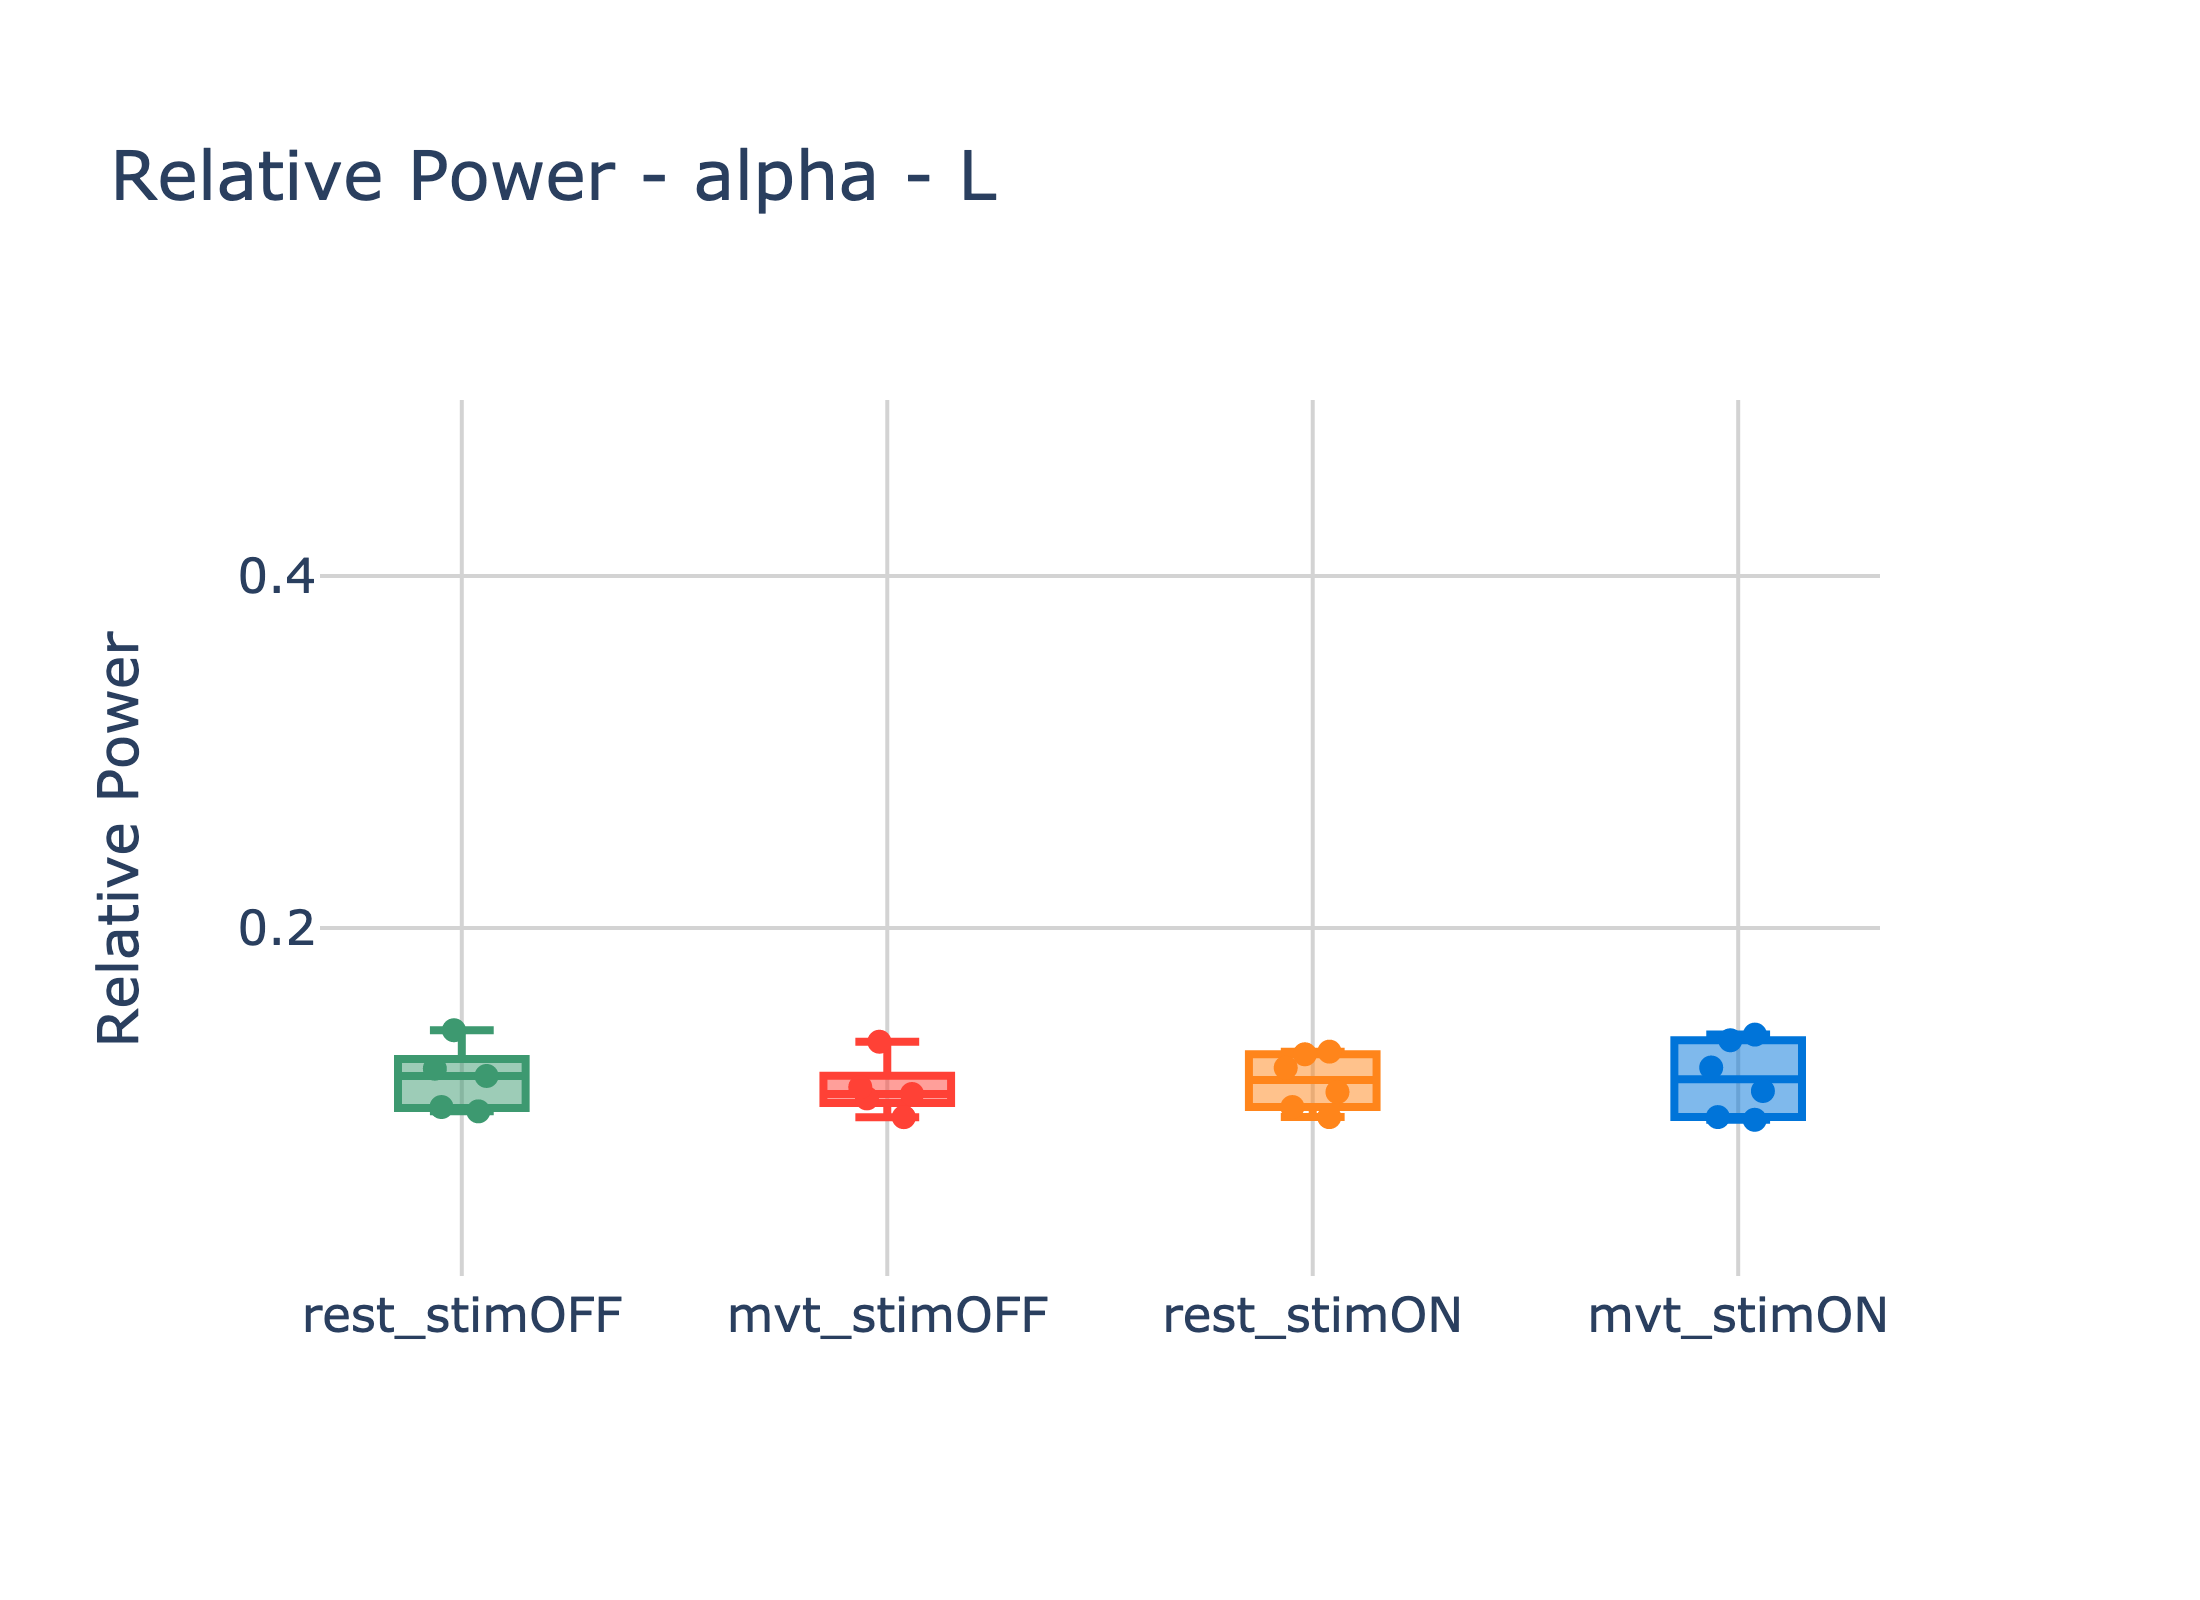 Relative Power - alpha - L
Relative Power
0.4
0.2
rest_stimOFF
mvt_stimOFF
rest_stimON
mvt_stimON